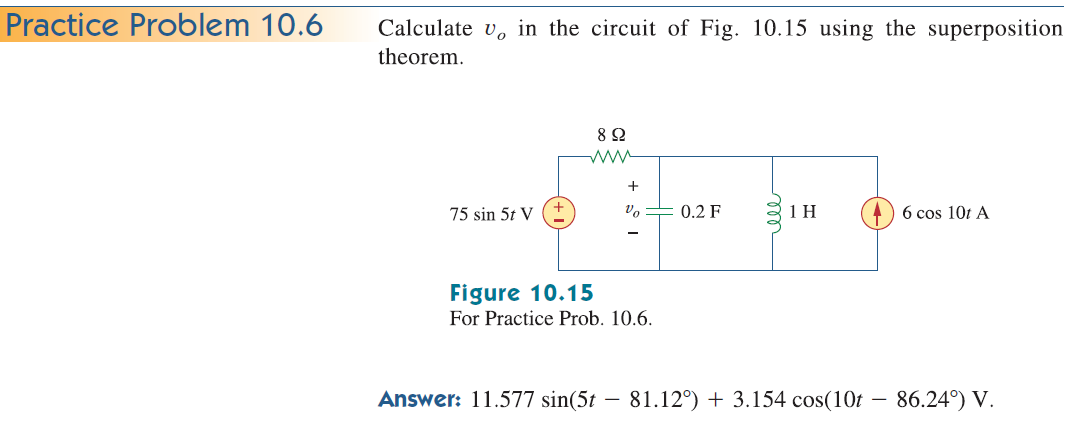 Practice Problem 10.6
Calculate vₒ in the circuit of Fig. 10.15 using the superposition
theorem.
8 Ω
+
75 sin 5t V
+
−
vₒ
0.2 F
1 H
6 cos 10t A
−
Figure 10.15
For Practice Prob. 10.6.
Answer: 11.577 sin(5t − 81.12°) + 3.154 cos(10t − 86.24°) V.